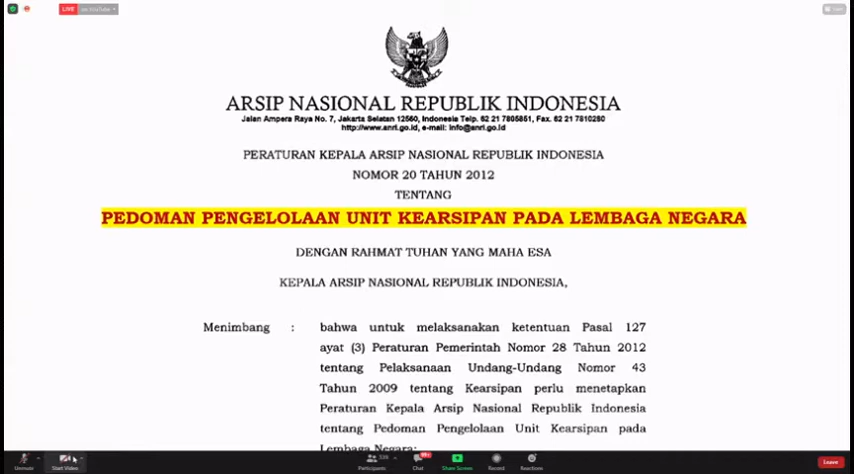 LIVE on YouTube
View
ARSIP NASIONAL REPUBLIK INDONESIA
Jalan Ampera Raya No. 7, Jakarta Selatan 12560, Indonesia Telp. 62 21 7805851, Fax. 62 21 7810280
http://www.anri.go.id, e-mail: info@anri.go.id
PERATURAN KEPALA ARSIP NASIONAL REPUBLIK INDONESIA
NOMOR 20 TAHUN 2012
TENTANG
PEDOMAN PENGELOLAAN UNIT KEARSIPAN PADA LEMBAGA NEGARA
DENGAN RAHMAT TUHAN YANG MAHA ESA
KEPALA ARSIP NASIONAL REPUBLIK INDONESIA,
Menimbang : bahwa untuk melaksanakan ketentuan Pasal 127
ayat (3) Peraturan Pemerintah Nomor 28 Tahun 2012
tentang Pelaksanaan Undang-Undang Nomor 43
Tahun 2009 tentang Kearsipan perlu menetapkan
Peraturan Kepala Arsip Nasional Republik Indonesia
tentang Pedoman Pengelolaan Unit Kearsipan pada
Lembaga Negara;
Unmute Start Video Participants Chat Share Screen Record Reactions Leave